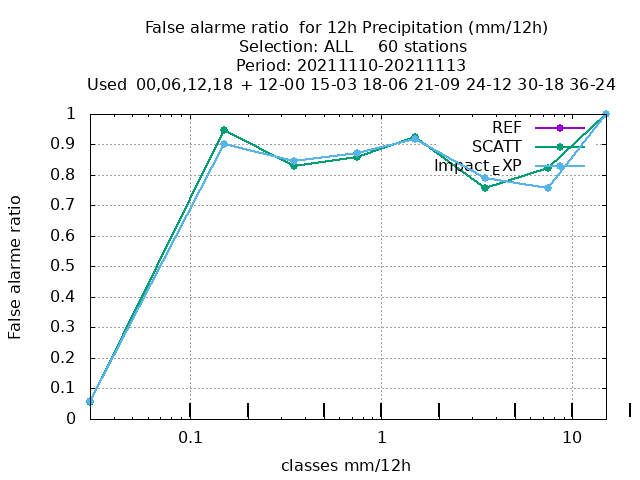 False alarme ratio  for 12h Precipitation (mm/12h)
Selection: ALL     60 stations
Period: 20211110-20211113
Used  00,06,12,18  + 12-00 15-03 18-06 21-09 24-12 30-18 36-24
REF
SCATT
Impact_EXP
1
0.9
0.8
0.7
0.6
0.5
0.4
0.3
0.2
0.1
0
False alarme ratio
0.1
1
10
classes mm/12h